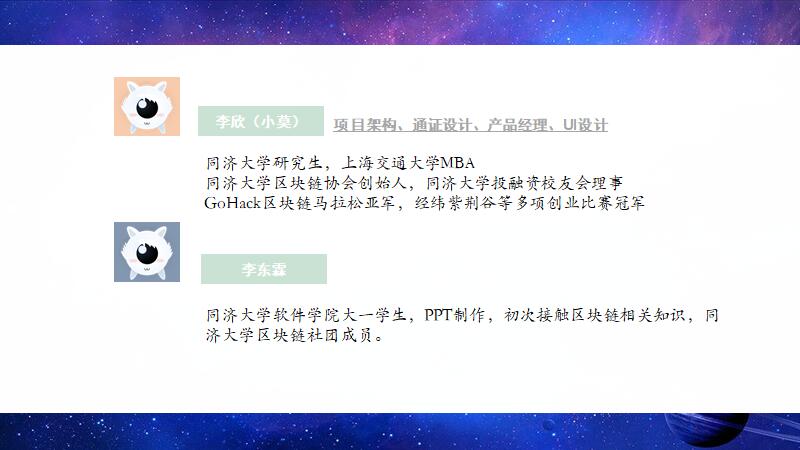 李欣（小莫）
项目架构、通证设计、产品经理、UI设计
同济大学研究生，上海交通大学MBA
同济大学区块链协会创始人，同济大学投融资校友会理事
GoHack区块链马拉松亚军，经纬紫荆谷等多项创业比赛冠军
李东霖
同济大学软件学院大一学生，PPT制作，初次接触区块链相关知识，同
济大学区块链社团成员。